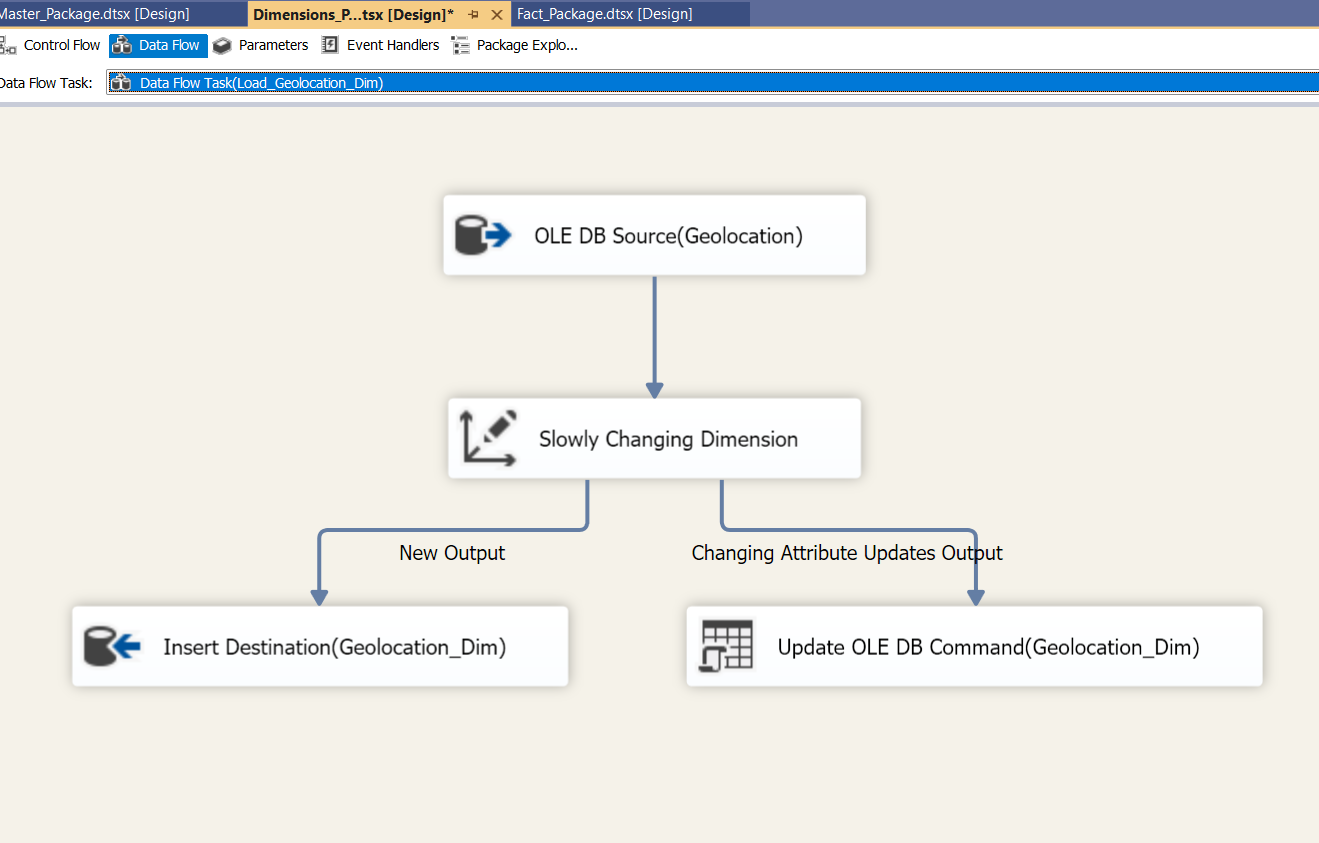 Master_Package.dtsx [Design]
Dimensions_P...tsx [Design]*
Fact_Package.dtsx [Design]
Control Flow
Data Flow
Parameters
Event Handlers
Package Explo...
Data Flow Task:
Data Flow Task(Load_Geolocation_Dim)
OLE DB Source(Geolocation)
Slowly Changing Dimension
New Output
Changing Attribute Updates Output
Insert Destination(Geolocation_Dim)
Update OLE DB Command(Geolocation_Dim)